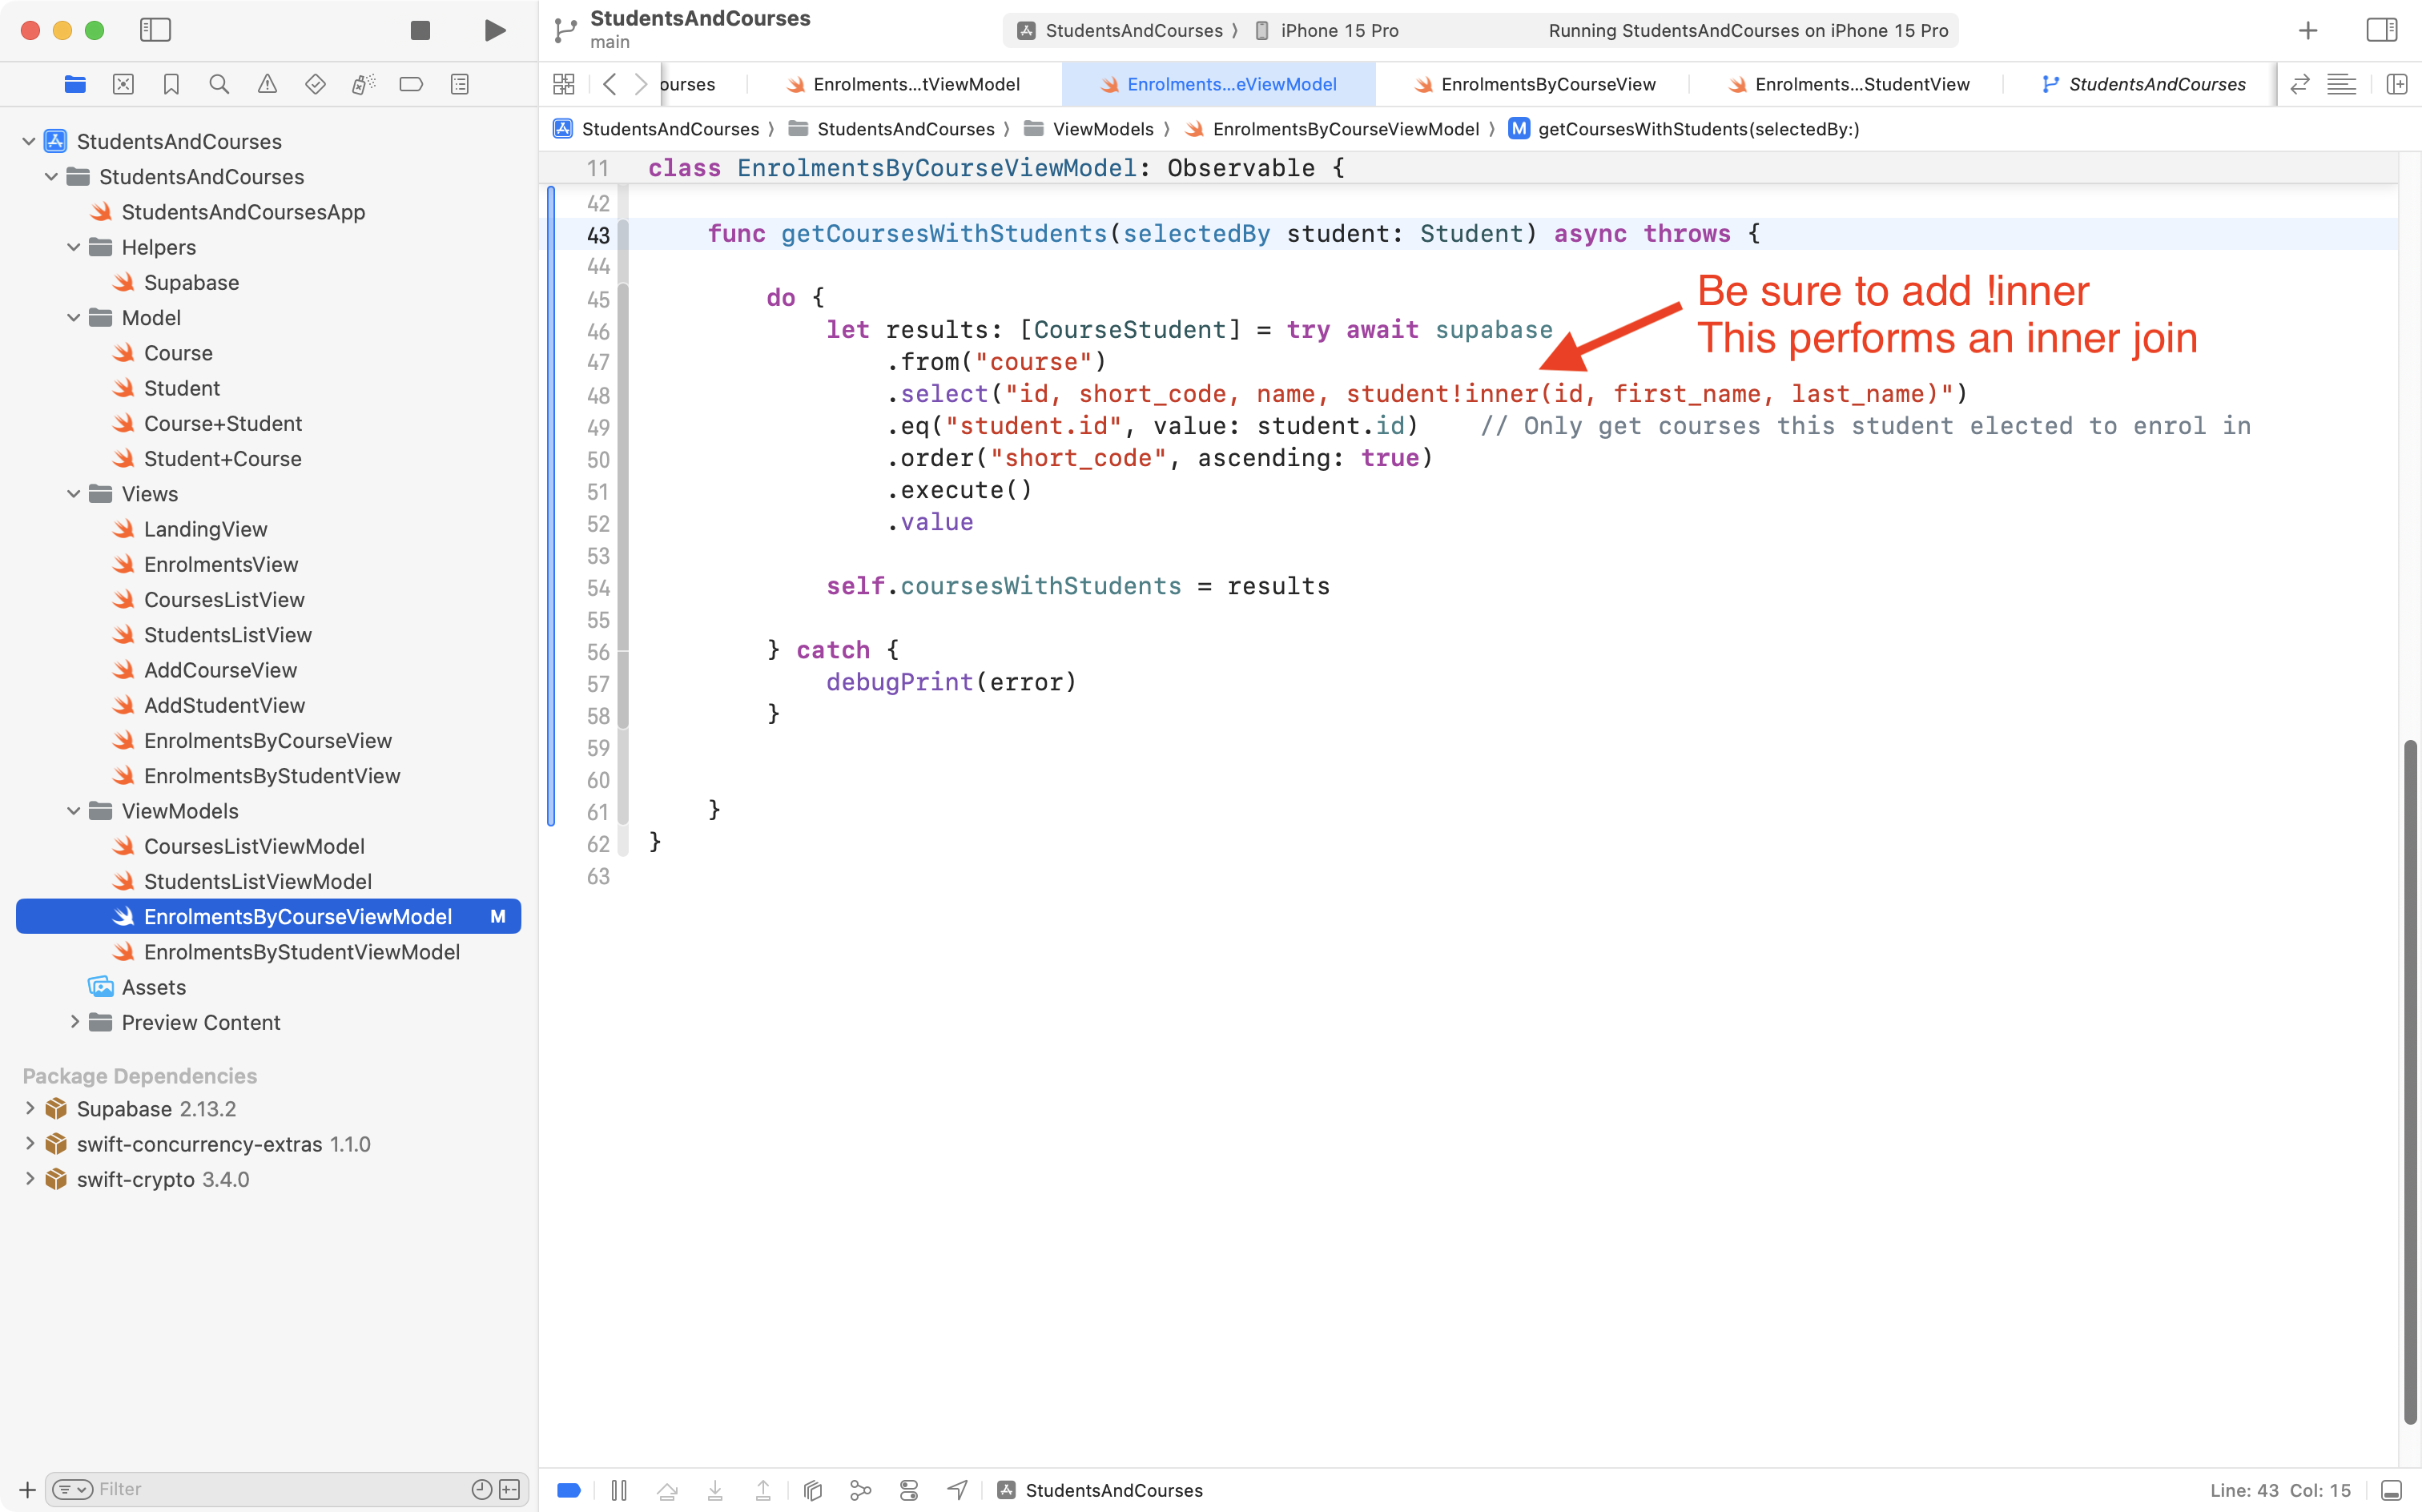 StudentsAndCourses
main
StudentsAndCourses 〉 iPhone 15 Pro
Running StudentsAndCourses on iPhone 15 Pro
ourses
Enrolments...tViewModel
Enrolments...eViewModel
EnrolmentsByCourseView
Enrolments...StudentView
StudentsAndCourses
StudentsAndCourses 〉 StudentsAndCourses 〉 ViewModels 〉 EnrolmentsByCourseViewModel 〉 M getCoursesWithStudents(selectedBy:)
StudentsAndCourses
StudentsAndCourses
StudentsAndCoursesApp
Helpers
Supabase
Model
Course
Student
Course+Student
Student+Course
Views
LandingView
EnrolmentsView
CoursesListView
StudentsListView
AddCourseView
AddStudentView
EnrolmentsByCourseView
EnrolmentsByStudentView
ViewModels
CoursesListViewModel
StudentsListViewModel
EnrolmentsByCourseViewModel M
EnrolmentsByStudentViewModel
Assets
Preview Content
Package Dependencies
Supabase 2.13.2
swift-concurrency-extras 1.1.0
swift-crypto 3.4.0
Filter
11 class EnrolmentsByCourseViewModel: Observable {
42
43 func getCoursesWithStudents(selectedBy student: Student) async throws {
44
45 do {
46 let results: [CourseStudent] = try await supabase
47 .from("course")
48 .select("id, short_code, name, student!inner(id, first_name, last_name)")
49 .eq("student.id", value: student.id) // Only get courses this student elected to enrol in
50 .order("short_code", ascending: true)
51 .execute()
52 .value
53
54 self.coursesWithStudents = results
55
56 } catch {
57 debugPrint(error)
58 }
59
60
61 }
62 }
63
Be sure to add !inner
This performs an inner join
StudentsAndCourses
Line: 43 Col: 15